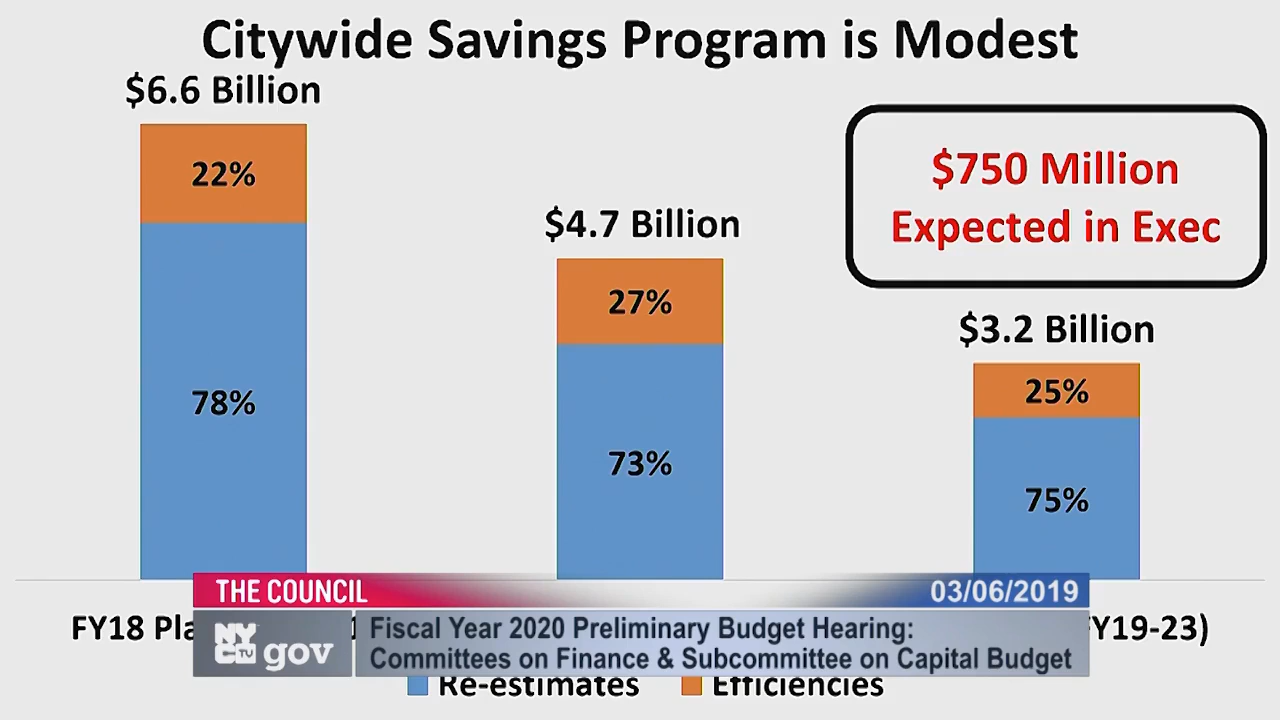 Citywide Savings Program is Modest
$6.6 Billion
22%
78%
$4.7 Billion
27%
73%
$750 Million
Expected in Exec
$3.2 Billion
25%
75%
FY18
FY19-23)
THE COUNCIL
03/06/2019
NYC TV gov
Fiscal Year 2020 Preliminary Budget Hearing:
Committees on Finance & Subcommittee on Capital Budget
Re-estimates
Efficiencies